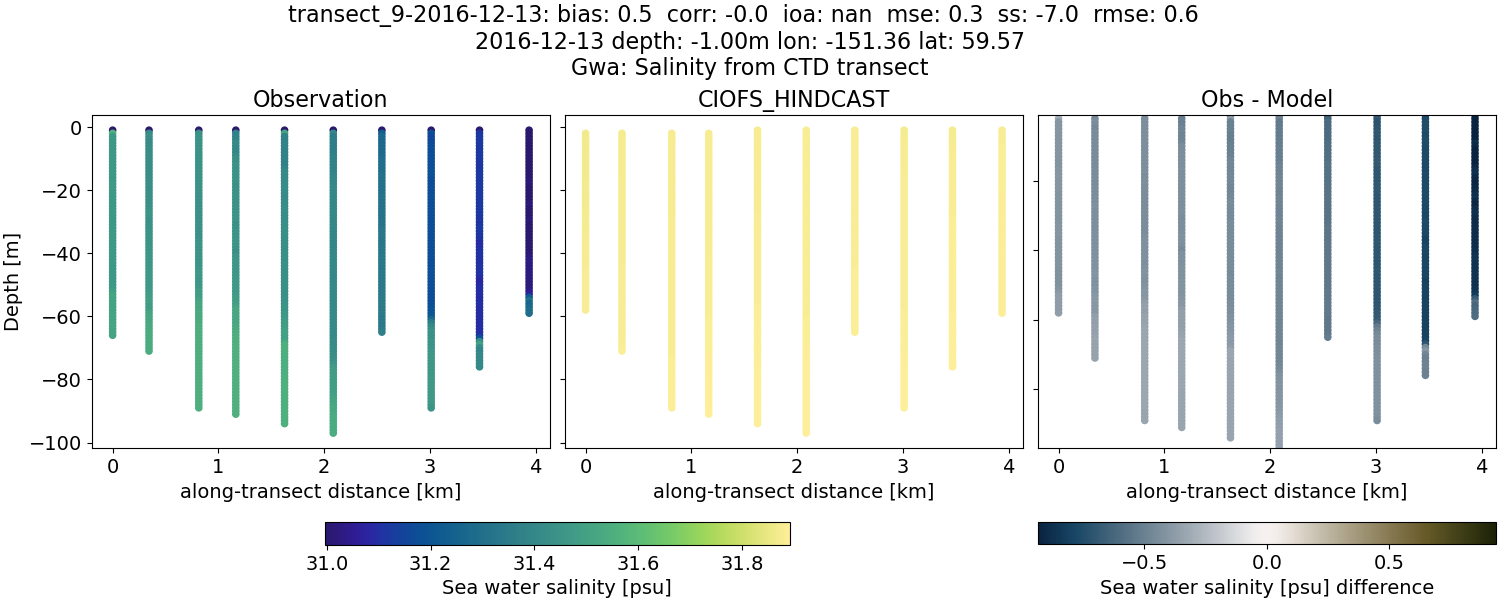 transect_9-2016-12-13: bias: 0.5  corr: -0.0  ioa: nan  mse: 0.3  ss: -7.0  rmse: 0.6
2016-12-13 depth: -1.00m lon: -151.36 lat: 59.57
Gwa: Salinity from CTD transect
Observation
CIOFS_HINDCAST
Obs - Model
Depth [m]
0
−20
−40
−60
−80
−100
0 1 2 3 4
0 1 2 3 4
0 1 2 3 4
along-transect distance [km]
along-transect distance [km]
along-transect distance [km]
31.0 31.2 31.4 31.6 31.8
Sea water salinity [psu]
−0.5 0.0 0.5
Sea water salinity [psu] difference